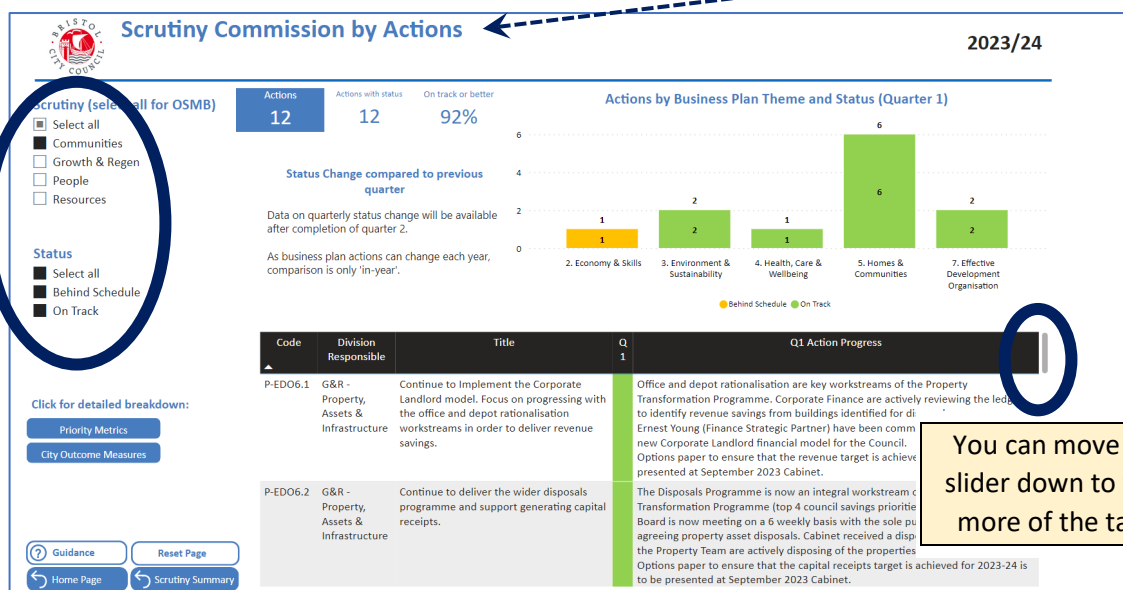 BRISTOL
CITY COUNCIL
Scrutiny Commission by Actions
2023/24
Scrutiny (select all for OSMB)
Select all
Communities
Growth & Regen
People
Resources
Status
Select all
Behind Schedule
On Track
Click for detailed breakdown:
Priority Metrics
City Outcome Measures
? Guidance
Reset Page
Home Page
Scrutiny Summary
Actions
12
Actions with status
12
On track or better
92%
Status Change compared to previous
quarter
Data on quarterly status change will be available
after completion of quarter 2.
As business plan actions can change each year,
comparison is only 'in-year'.
Actions by Business Plan Theme and Status (Quarter 1)
6
4
2
0
1
1
2
2
1
1
6
6
2
2
2. Economy & Skills
3. Environment &
Sustainability
4. Health, Care &
Wellbeing
5. Homes &
Communities
7. Effective
Development
Organisation
Behind Schedule
On Track
Code
Division
Responsible
Title
Q
1
Q1 Action Progress
P-EDO6.1
G&R -
Property,
Assets &
Infrastructure
Continue to Implement the Corporate
Landlord model. Focus on progressing with
the office and depot rationalisation
workstreams in order to deliver revenue
savings.
Office and depot rationalisation are key workstreams of the Property
Transformation Programme. Corporate Finance are actively reviewing the
to identify revenue savings from buildings identified for
Ernest Young (Finance Strategic Partner) have been
new Corporate Landlord financial model for the Council.
Options paper to ensure that the revenue target is
presented at September 2023 Cabinet.
P-EDO6.2
G&R -
Property,
Assets &
Infrastructure
Continue to deliver the wider disposals
programme and support generating capital
receipts.
The Disposals Programme is now an integral workstream
Transformation Programme (top 4 council savings
Board is now meeting on a 6 weekly basis with the sole
agreeing property asset disposals. Cabinet received a
the Property Team are actively disposing of the properties
Options paper to ensure that the capital receipts target is achieved for 2023-24 is
to be presented at September 2023 Cabinet.
You can move
slider down to
more of the